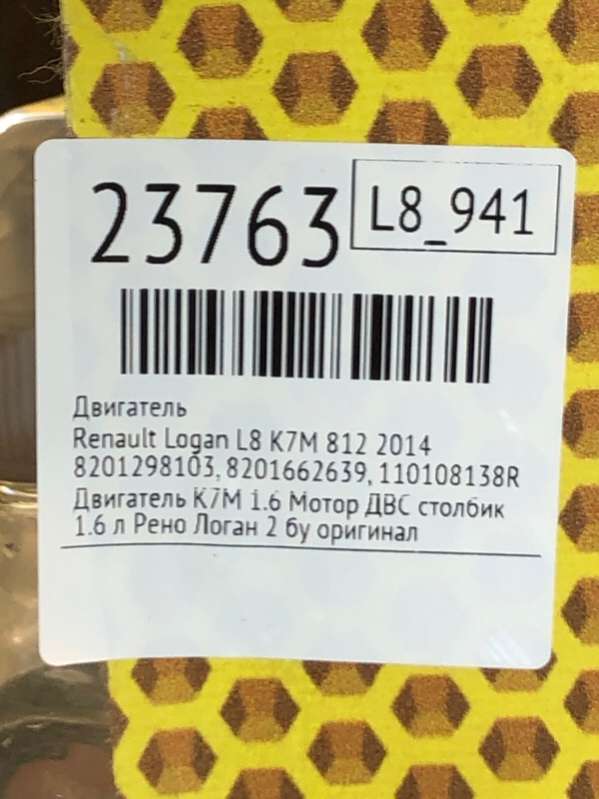 23763
L8_941
Двигатель
Renault Logan L8 K7M 812 2014
8201298103, 8201662639, 110108138R
Двигатель K7M 1.6 Мотор ДВС столбик
1.6 л Рено Логан 2 бу оригинал